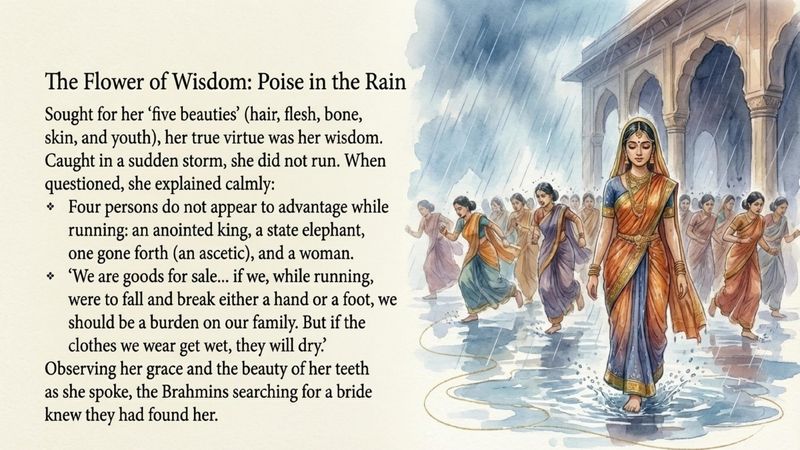 The Flower of Wisdom: Poise in the Rain
Sought for her ‘five beauties’ (hair, flesh, bone,
skin, and youth), her true virtue was her wisdom.
Caught in a sudden storm, she did not run. When
questioned, she explained calmly:
❖ Four persons do not appear to advantage while
running: an anointed king, a state elephant,
one gone forth (an ascetic), and a woman.
❖ ‘We are goods for sale... if we, while running,
were to fall and break either a hand or a foot, we
should be a burden on our family. But if the
clothes we wear get wet, they will dry.’
Observing her grace and the beauty of her teeth
as she spoke, the Brahmins searching for a bride
knew they had found her.